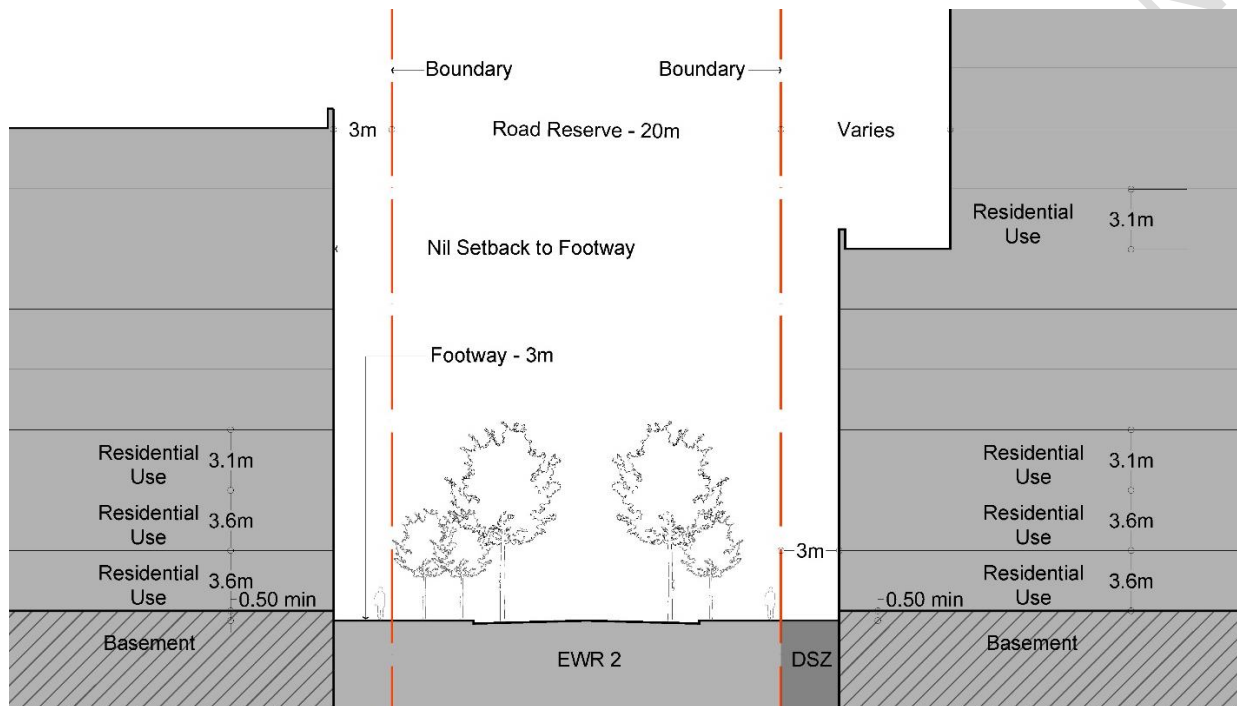 Boundary
Boundary
3m
Road Reserve - 20m
Varies
Residential
Use
3.1m
Nil Setback to Footway
Footway - 3m
Residential
Use
3.1m
Residential
Use
3.1m
Residential
Use
3.6m
Residential
Use
3.6m
3m
Residential
Use
3.6m
0.50 min
Residential
Use
3.6m
0.50 min
Basement
EWR 2
DSZ
Basement